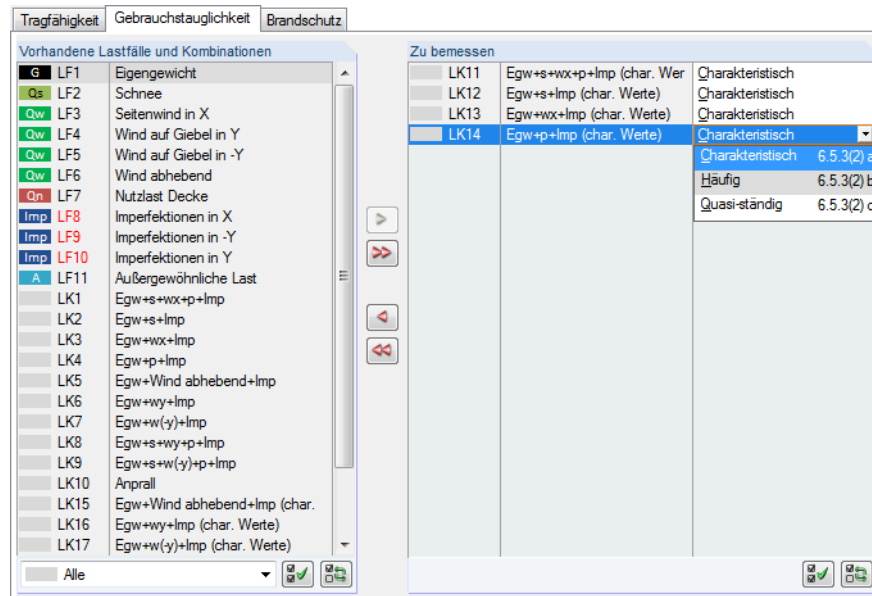 Tragfähigkeit Gebrauchstauglichkeit Brandschutz
Vorhandene Lastfälle und Kombinationen
G LF1 Eigengewicht
Qs LF2 Schnee
Qw LF3 Seitenwind in X
Qw LF4 Wind auf Giebel in Y
Qw LF5 Wind auf Giebel in -Y
Qw LF6 Wind abhebend
Qn LF7 Nutzlast Decke
Imp LF8 Imperfektionen in X
Imp LF9 Imperfektionen in -Y
Imp LF10 Imperfektionen in Y
A LF11 Außergewöhnliche Last
LK1 Egw+s+wx+p+Imp
LK2 Egw+s+Imp
LK3 Egw+wx+Imp
LK4 Egw+p+Imp
LK5 Egw+Wind abhebend+Imp
LK6 Egw+wy+Imp
LK7 Egw+w(-y)+Imp
LK8 Egw+s+wy+p+Imp
LK9 Egw+s+w(-y)+p+Imp
LK10 Anprall
LK15 Egw+Wind abhebend+Imp (char.
LK16 Egw+wy+Imp (char. Werte)
LK17 Egw+w(-y)+Imp (char. Werte)
Alle
Zu bemessen
LK11 Egw+s+wx+p+Imp (char. Wer Charakteristisch
LK12 Egw+s+Imp (char. Werte) Charakteristisch
LK13 Egw+wx+Imp (char. Werte) Charakteristisch
LK14 Egw+p+Imp (char. Werte) Charakteristisch
Charakteristisch 6.5.3(2) a
Häufig 6.5.3(2) b
Quasi-ständig 6.5.3(2) c